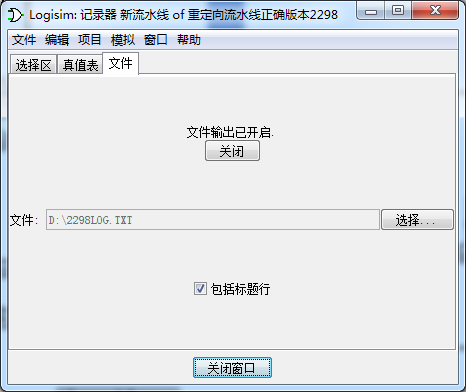 Logisim: 记录器 新流水线 of 重定向流水线正确版本2298
文件 编辑 项目 模拟 窗口 帮助
选择区 真值表 文件
文件输出已开启.
关闭
文件: D:\2298LOG.TXT 选择...
包括标题行
关闭窗口